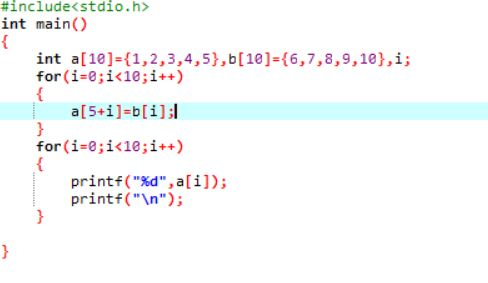 #include<stdio.h>
int main()
{
    int a[10]={1,2,3,4,5},b[10]={6,7,8,9,10},i;
    for(i=0;i<10;i++)
    {
        a[5+i]=b[i];
    }
    for(i=0;i<10;i++)
    {
        printf("%d",a[i]);
        printf("\n");
    }

}